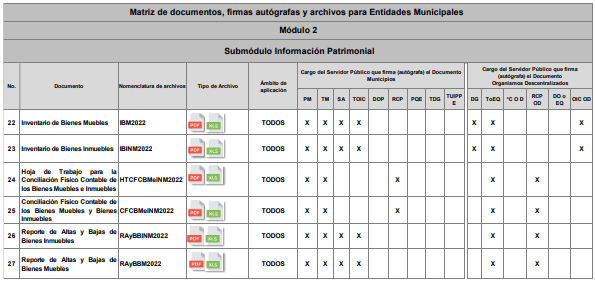 Matriz de documentos, firmas autógrafas y archivos para Entidades Municipales
Módulo 2
Submódulo Información Patrimonial
No. Documento Nomenclatura de archivos Tipo de Archivo Ámbito de aplicación Cargo del Servidor Público que firma (autógrafa) el Documento Municipios Cargo del Servidor Público que firma (autógrafa) el Documento Organismos Descentralizados
PM TM SA TOIC DOP RCP PQE TDG TUIPPE DG ToEQ *C O D RCP OD DO o EQ OIC OD
22 Inventario de Bienes Muebles IBM2022 PDF XLS TODOS X X X X X X X
23 Inventario de Bienes Inmuebles IBINM2022 PDF XLS TODOS X X X X X X X
24 Hoja de Trabajo para la Conciliación Físico Contable de los Bienes Muebles e Inmuebles HTCFCBMeINM2022 PDF XLS TODOS X X X X X
25 Conciliación Físico Contable de los Bienes Muebles y Bienes Inmuebles CFCBMeINM2022 PDF XLS TODOS X X X X X
26 Reporte de Altas y Bajas de Bienes Inmuebles RAyBBINM2022 PDF XLS TODOS X X X X X X
27 Reporte de Altas y Bajas de Bienes Muebles RAyBBM2022 PDF XLS TODOS X X X X X X